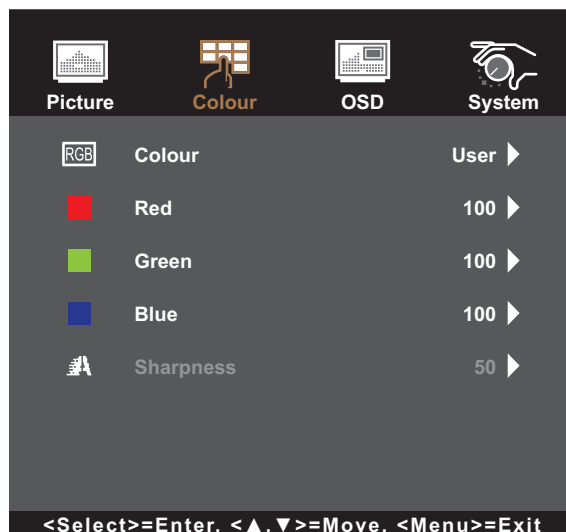 Picture Colour OSD System
RGB Colour User
Red 100
Green 100
Blue 100
Sharpness 50
<Select>=Enter, <▲,▼>=Move, <Menu>=Exit